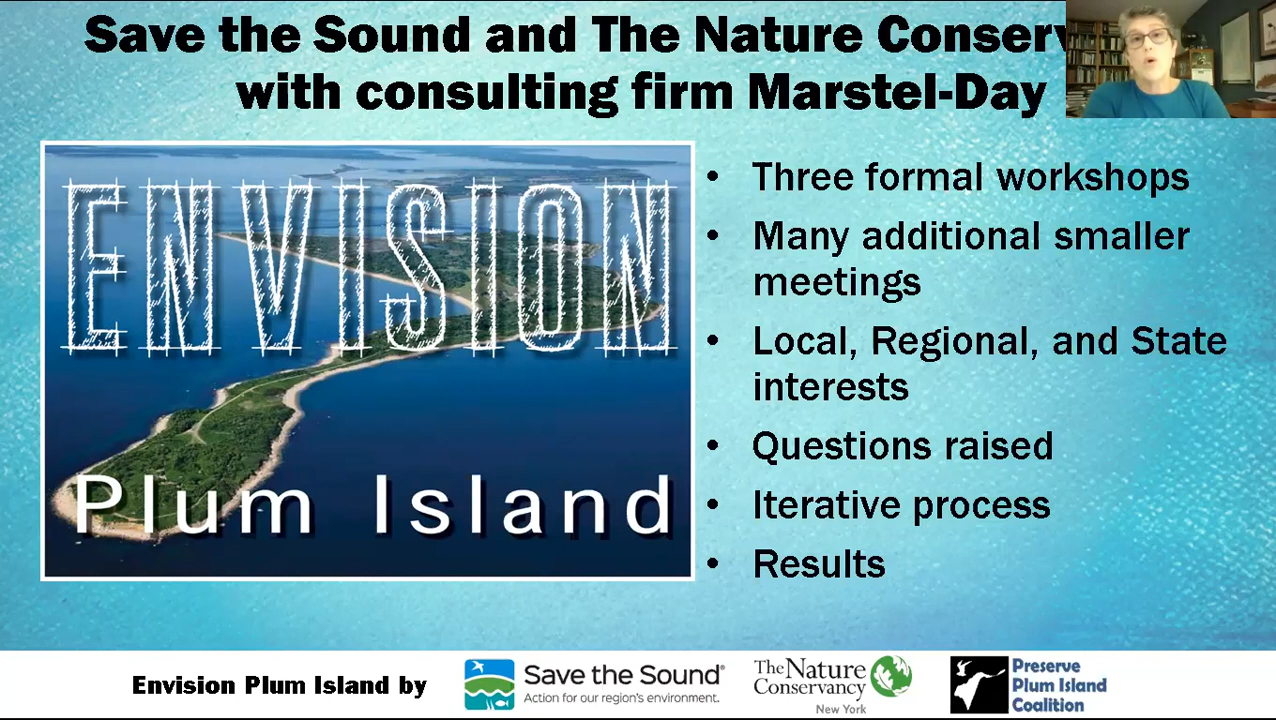 Save the Sound and The Nature Conserv
with consulting firm Marstel-Day
ENVISION
Plum Island
• Three formal workshops
• Many additional smaller
meetings
• Local, Regional, and State
interests
• Questions raised
• Iterative process
• Results
Envision Plum Island by
Save the Sound®
Action for our region's environment.
The Nature
Conservancy
New York
Preserve
Plum Island
Coalition